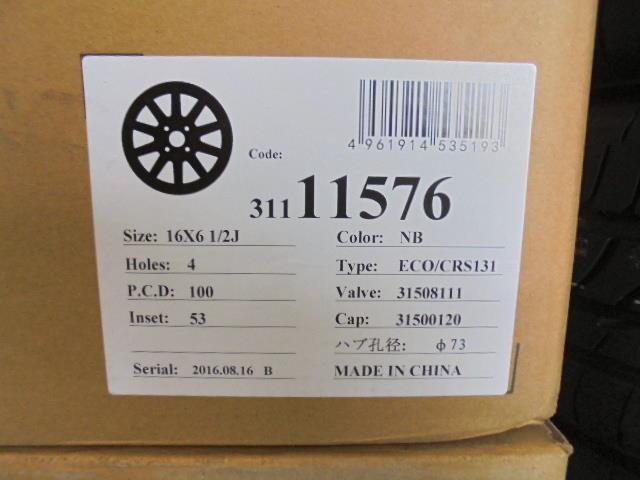 4 961914 535193
Code:
311 11576
Size: 16X6 1/2J
Color: NB
Holes: 4
Type: ECO/CRS131
P.C.D: 100
Valve: 31508111
Inset: 53
Cap: 31500120
ハブ孔径: φ73
Serial: 2016.08.16 B
MADE IN CHINA